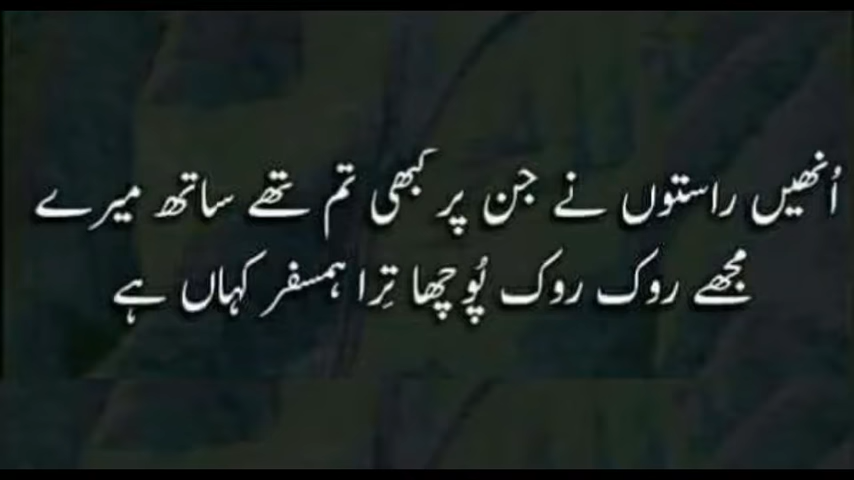 اُنھیں راستوں نے جن پر کبھی تم تھے ساتھ میرے
مجھے روک روک پُوچھا تِرا ہمسفر کہاں ہے